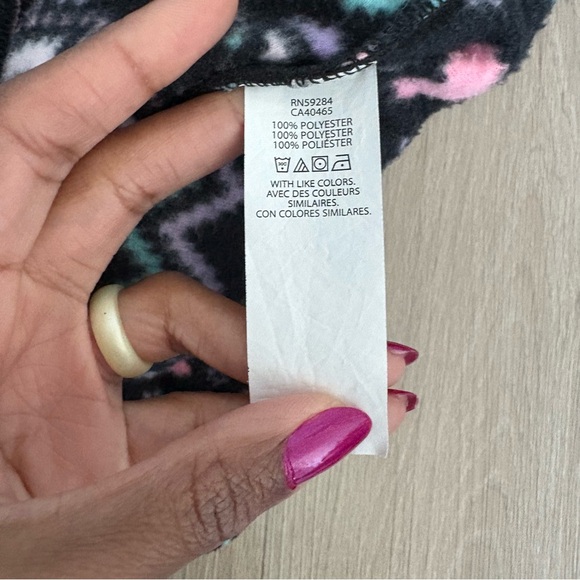 RN59284
CA40465
100% POLYESTER
100% POLYESTER
100% POLIÉSTER
WITH LIKE COLORS.
AVEC DES COULEURS
SIMILAIRES.
CON COLORES SIMILARES.